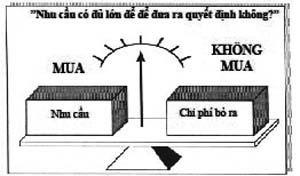 "Nhu cầu có đủ lớn để để đưa ra quyết định không?"
MUA
KHÔNG
MUA
Nhu cầu
Chi phí bỏ ra